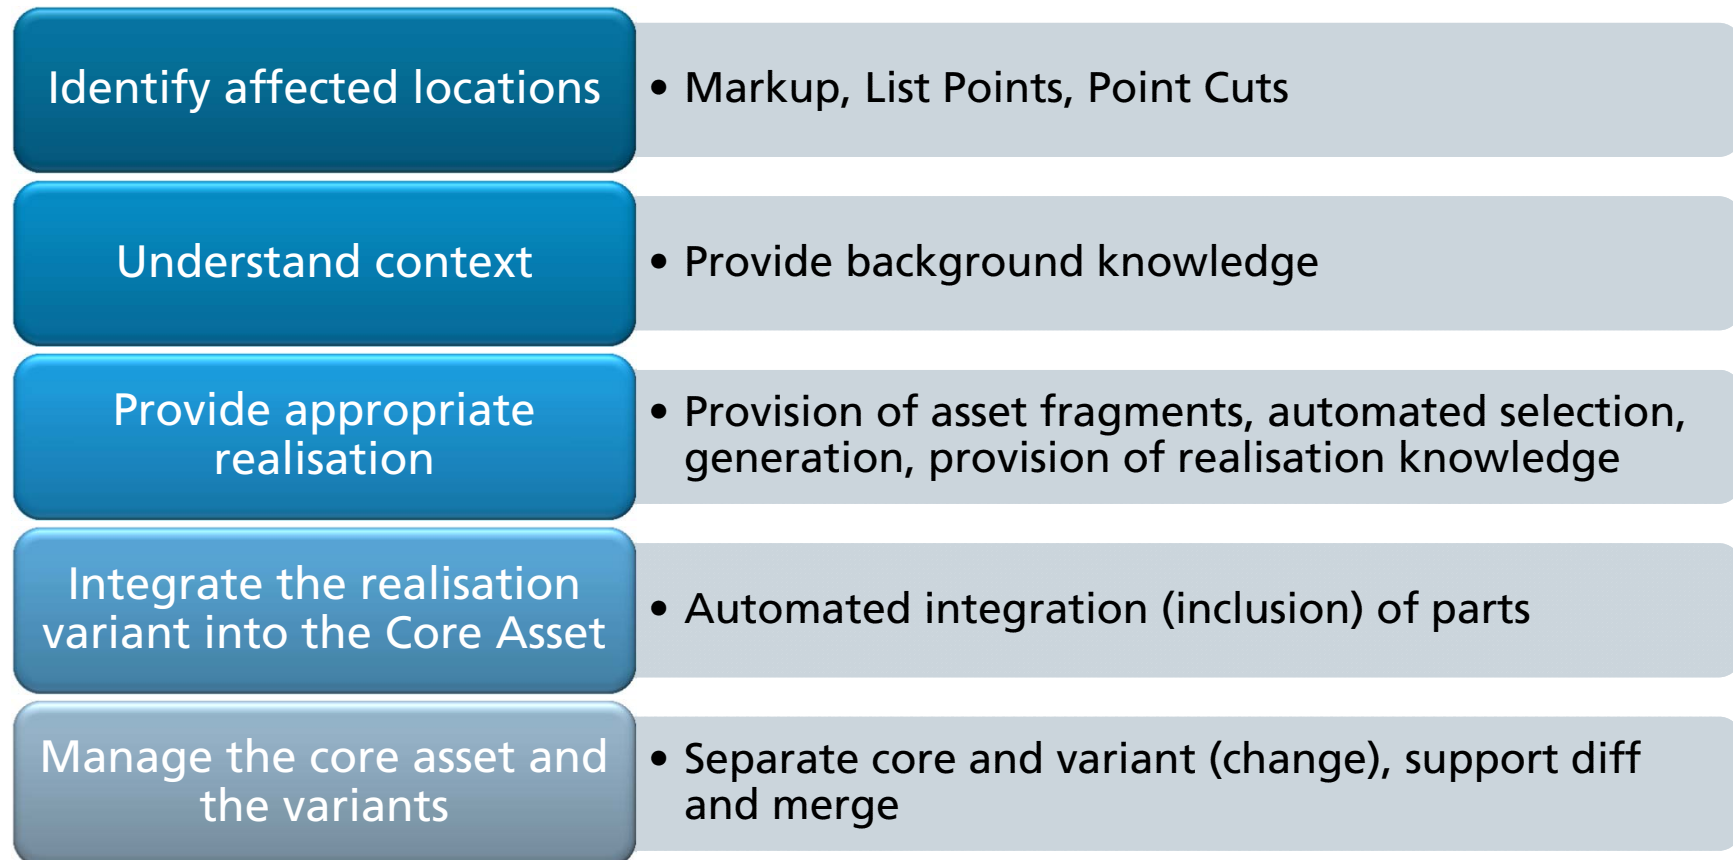 Identify affected locations
• Markup, List Points, Point Cuts
Understand context
• Provide background knowledge
Provide appropriate
realisation
• Provision of asset fragments, automated selection,
generation, provision of realisation knowledge
Integrate the realisation
variant into the Core Asset
• Automated integration (inclusion) of parts
Manage the core asset and
the variants
• Separate core and variant (change), support diff
and merge